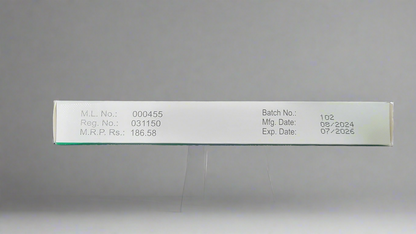 M.L. No.: 000455
Reg. No.: 031150
M.R.P. Rs.: 186.58
Batch No.: 102
Mfg. Date: 08/2024
Exp. Date: 07/2026